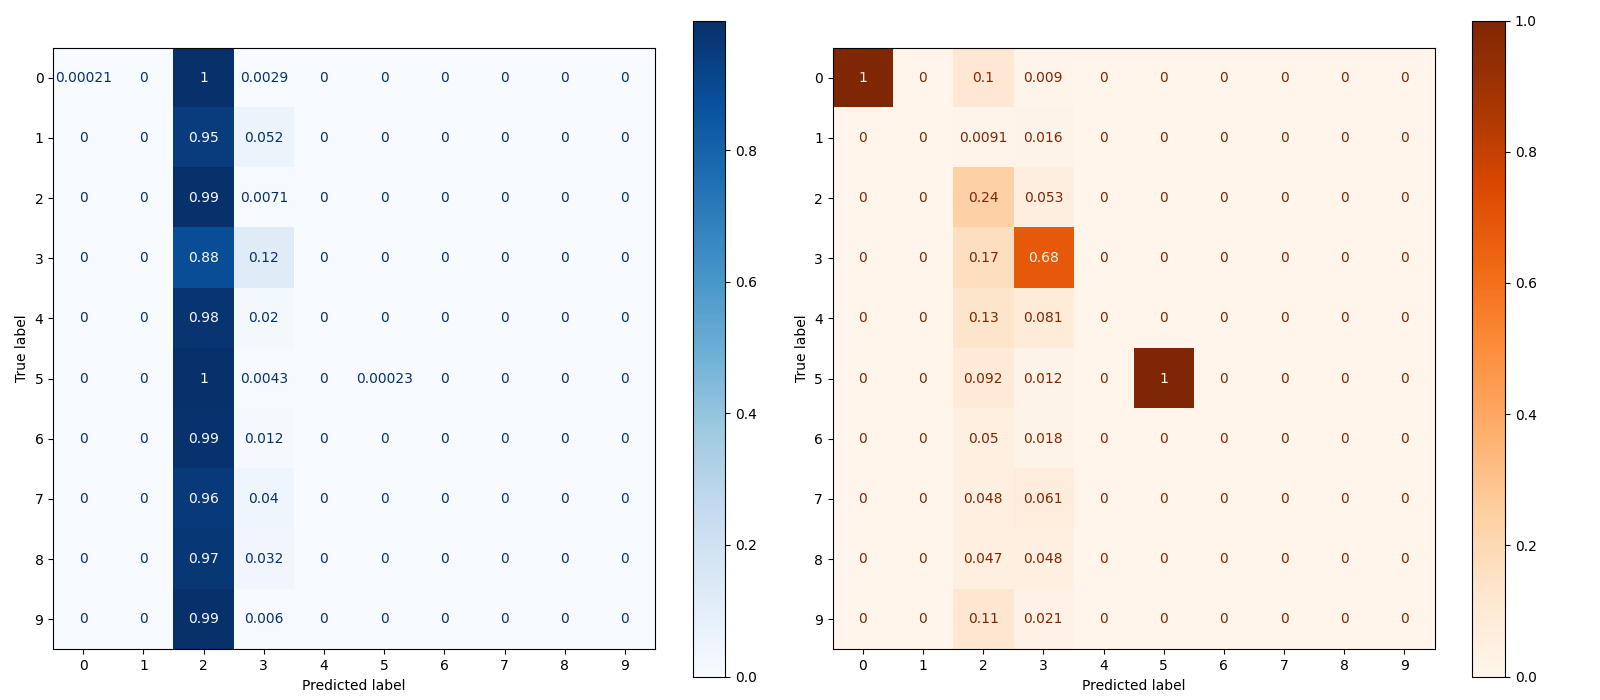 0 0.00021 0 1 0.0029 0 0 0 0 0 0
1 0 0 0.95 0.052 0 0 0 0 0 0
2 0 0 0.99 0.0071 0 0 0 0 0 0
3 0 0 0.88 0.12 0 0 0 0 0 0
4 0 0 0.98 0.02 0 0 0 0 0 0
5 0 0 1 0.0043 0 0.00023 0 0 0 0
6 0 0 0.99 0.012 0 0 0 0 0 0
7 0 0 0.96 0.04 0 0 0 0 0 0
8 0 0 0.97 0.032 0 0 0 0 0 0
9 0 0 0.99 0.006 0 0 0 0 0 0
0 1 2 3 4 5 6 7 8 9
True label
Predicted label
0.8
0.6
0.4
0.2
0.0
0 1 0 0.1 0.009 0 0 0 0 0 0
1 0 0 0.0091 0.016 0 0 0 0 0 0
2 0 0 0.24 0.053 0 0 0 0 0 0
3 0 0 0.17 0.68 0 0 0 0 0 0
4 0 0 0.13 0.081 0 0 0 0 0 0
5 0 0 0.092 0.012 0 1 0 0 0 0
6 0 0 0.05 0.018 0 0 0 0 0 0
7 0 0 0.048 0.061 0 0 0 0 0 0
8 0 0 0.047 0.048 0 0 0 0 0 0
9 0 0 0.11 0.021 0 0 0 0 0 0
0 1 2 3 4 5 6 7 8 9
True label
Predicted label
1.0
0.8
0.6
0.4
0.2
0.0